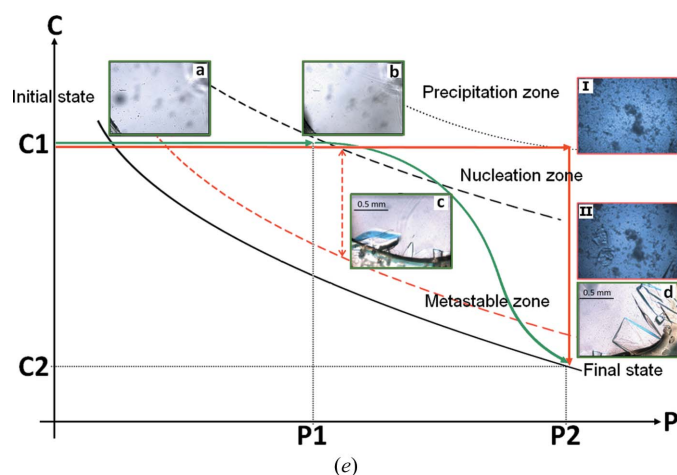 C
a
b
Precipitation zone
I
Initial state
C1
Nucleation zone
c
0.5 mm
II
Metastable zone
d
0.5 mm
C2
Final state
P1
P2
P
(e)